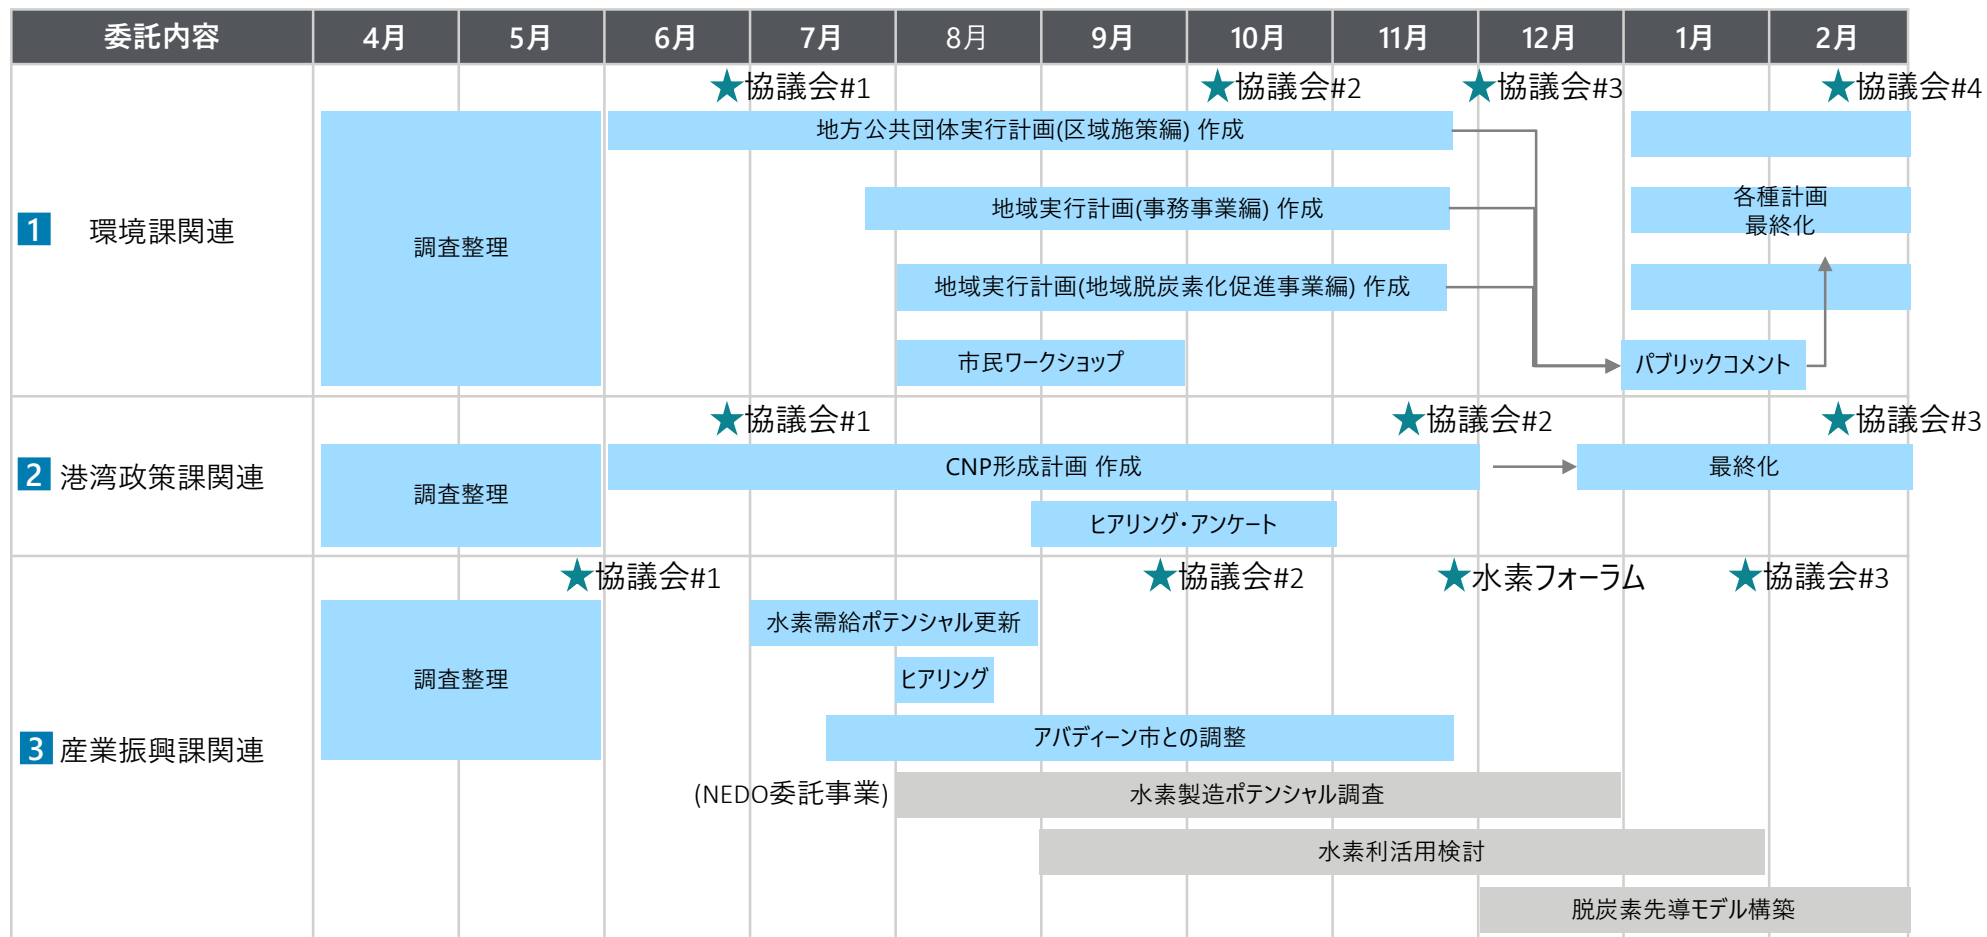 委託内容 4月 5月 6月 7月 8月 9月 10月 11月 12月 1月 2月
★協議会#1 ★協議会#2 ★協議会#3 ★協議会#4
地方公共団体実行計画(区域施策編) 作成
1 環境課関連
調査整理
地域実行計画(事務事業編) 作成
各種計画
最終化
地域実行計画(地域脱炭素化促進事業編) 作成
市民ワークショップ
パブリックコメント
★協議会#1 ★協議会#2 ★協議会#3
2 港湾政策課関連
調査整理
CNP形成計画 作成
最終化
ヒアリング・アンケート
★協議会#1 ★協議会#2 ★水素フォーラム ★協議会#3
3 産業振興課関連
調査整理
水素需給ポテンシャル更新
ヒアリング
アバディーン市との調整
(NEDO委託事業)
水素製造ポテンシャル調査
水素利活用検討
脱炭素先導モデル構築